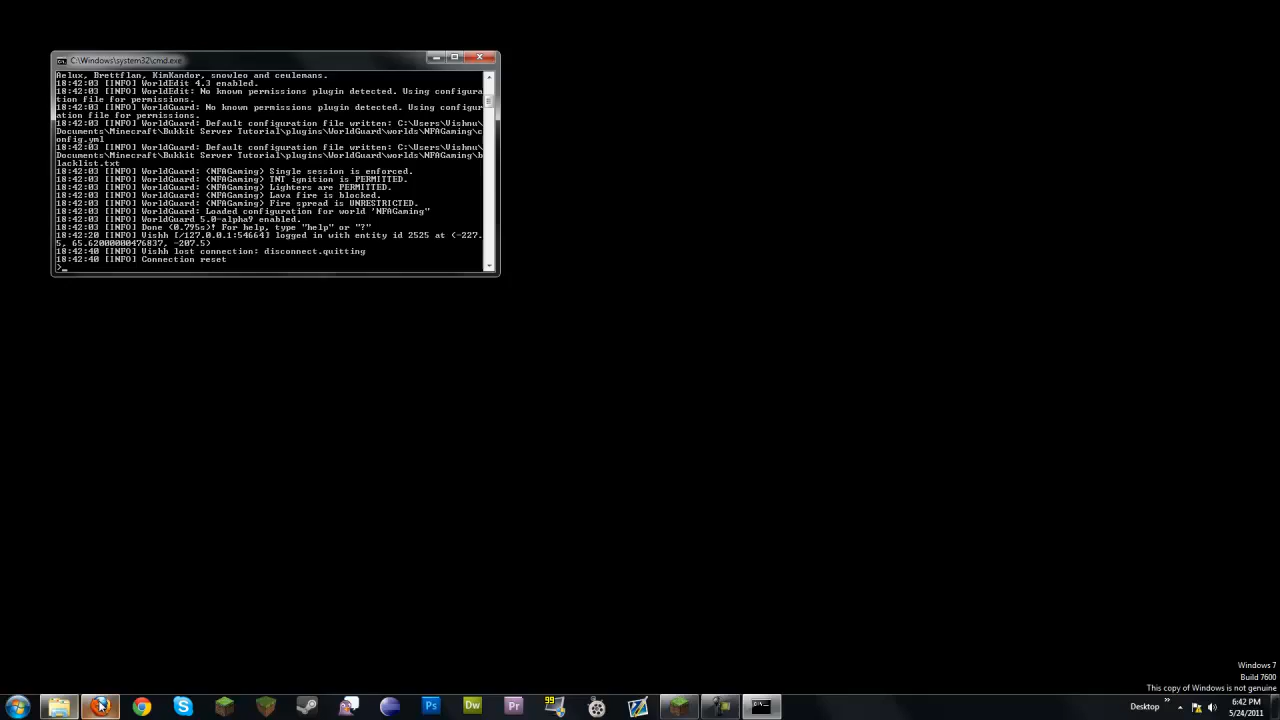 C:\Windows\system32\cmd.exe
Aelux, Brettflan, KimKandor, snowleo and ceulemans.
18:42:03 [INFO] WorldEdit 4.3 enabled.
18:42:03 [INFO] WorldEdit: No known permissions plugin detected. Using configura
tion file for permissions.
18:42:03 [INFO] WorldGuard: No known permissions plugin detected. Using configur
ation file for permissions.
18:42:03 [INFO] WorldGuard: Default configuration file written: C:\Users\Vishnu\
Documents\Minecraft\Bukkit Server Tutorial\plugins\WorldGuard\worlds\NFAGaming\c
onfig.yml
18:42:03 [INFO] WorldGuard: Default configuration file written: C:\Users\Vishnu\
Documents\Minecraft\Bukkit Server Tutorial\plugins\WorldGuard\worlds\NFAGaming\b
lacklist.txt
18:42:03 [INFO] WorldGuard: (NFAGaming) Single session is enforced.
18:42:03 [INFO] WorldGuard: (NFAGaming) TNT ignition is PERMITTED.
18:42:03 [INFO] WorldGuard: (NFAGaming) Lighters are PERMITTED.
18:42:03 [INFO] WorldGuard: (NFAGaming) Lava fire is blocked.
18:42:03 [INFO] WorldGuard: (NFAGaming) Fire spread is UNRESTRICTED.
18:42:03 [INFO] WorldGuard: Loaded configuration for world 'NFAGaming"
18:42:03 [INFO] WorldGuard 5.0-alpha9 enabled.
18:42:03 [INFO] Done (0.795s)! For help, type "help" or "?"
18:42:20 [INFO] Vishh [/127.0.0.1:54664] logged in with entity id 2525 at (-227.
5, 65.62000000476837, -207.5)
18:42:40 [INFO] Vishh lost connection: disconnect.quitting
18:42:40 [INFO] Connection reset
>_
Windows 7
Build 7600
This copy of Windows is not genuine
Ps
Dw
Pr
99
Desktop
»
6:42 PM
5/24/2011